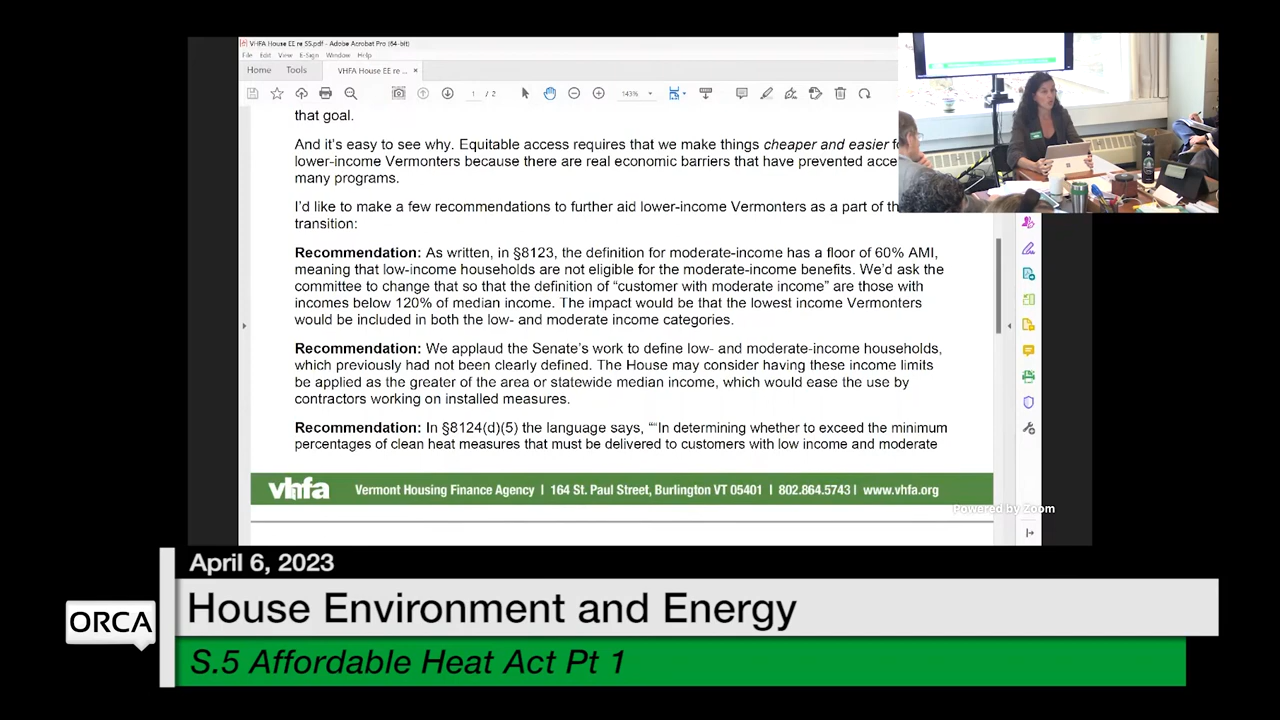 VHFA House EE re S5.pdf - Adobe Acrobat Pro (64-bit)
File Edit View E-Sign Window Help
Home Tools VHFA House EE re ... ×
1 / 2 143%
that goal.
And it's easy to see why. Equitable access requires that we make things cheaper and easier f
lower-income Vermonters because there are real economic barriers that have prevented acce
many programs.
I'd like to make a few recommendations to further aid lower-income Vermonters as a part of th
transition:
Recommendation: As written, in §8123, the definition for moderate-income has a floor of 60% AMI,
meaning that low-income households are not eligible for the moderate-income benefits. We'd ask the
committee to change that so that the definition of "customer with moderate income" are those with
incomes below 120% of median income. The impact would be that the lowest income Vermonters
would be included in both the low- and moderate income categories.
Recommendation: We applaud the Senate's work to define low- and moderate-income households,
which previously had not been clearly defined. The House may consider having these income limits
be applied as the greater of the area or statewide median income, which would ease the use by
contractors working on installed measures.
Recommendation: In §8124(d)(5) the language says, ""In determining whether to exceed the minimum
percentages of clean heat measures that must be delivered to customers with low income and moderate
vhfa Vermont Housing Finance Agency | 164 St. Paul Street, Burlington VT 05401 | 802.864.5743 | www.vhfa.org
Powered by Zoom
April 6, 2023
ORCA House Environment and Energy
S.5 Affordable Heat Act Pt 1